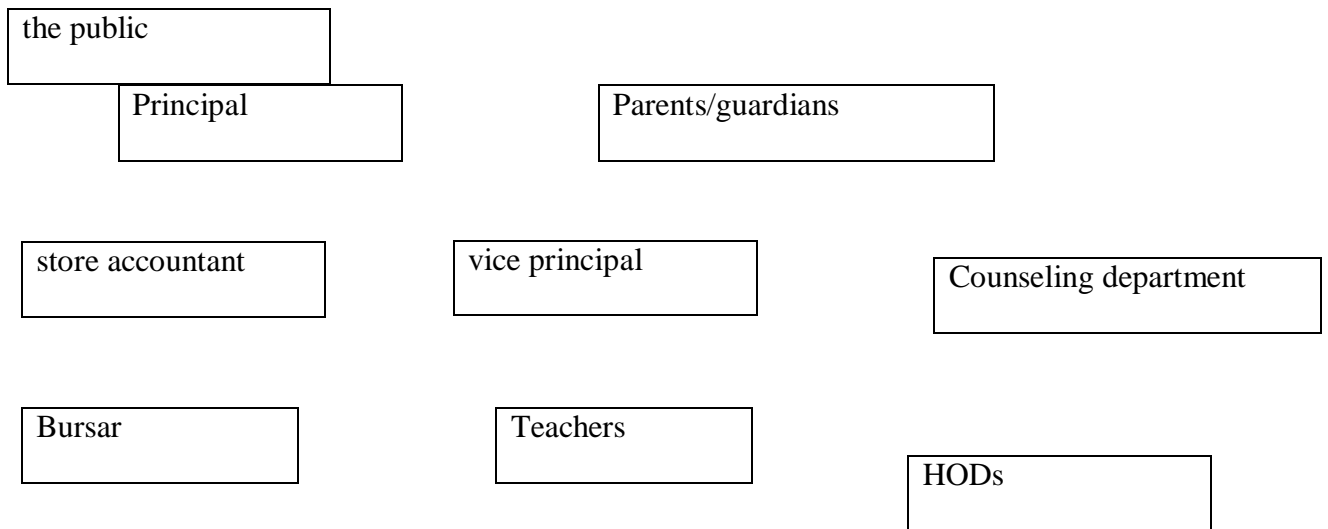 the public
Principal
Parents/guardians
store accountant
vice principal
Counseling department
Bursar
Teachers
HODs